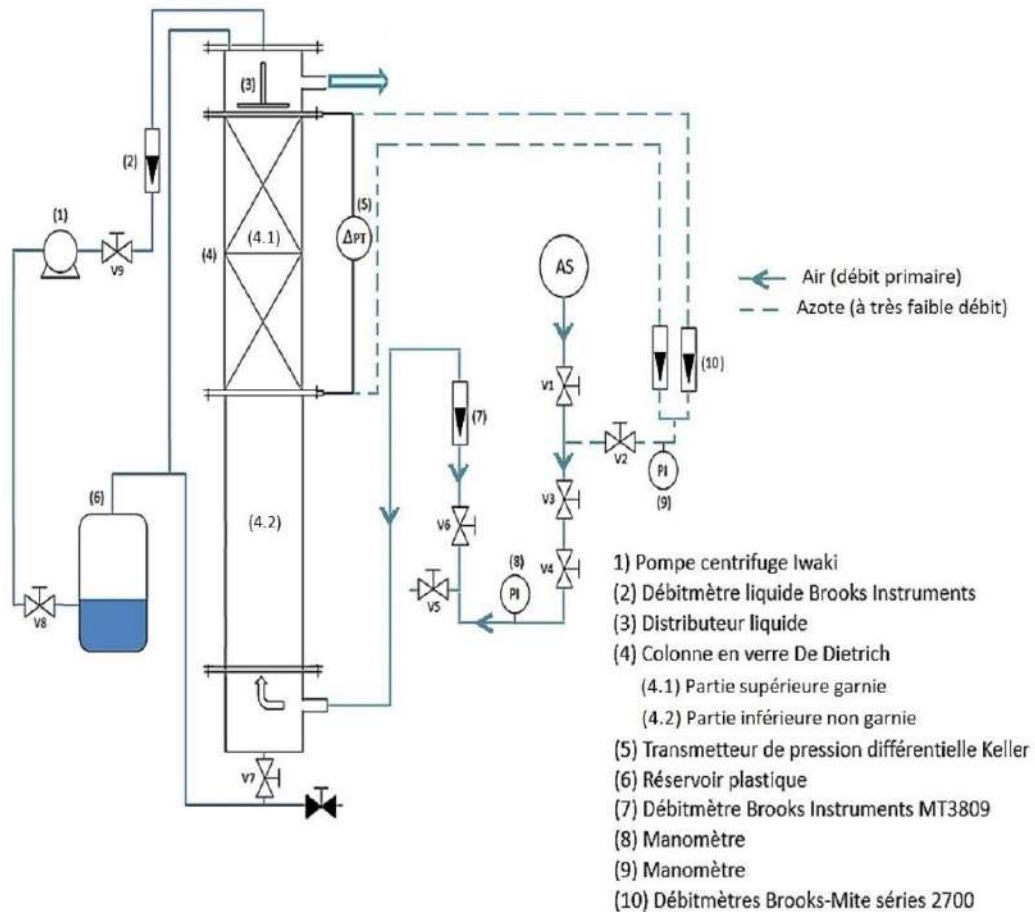 (3)
(2)
(1)
(5)
ΔPT
(4)
(4.1)
V9
AS
Air (débit primaire)
Azote (à très faible débit)
(10)
V1
(7)
V2
PI
(9)
(6)
V3
(4.2)
V6
(8)
V4
PI
V5
V8
V7
1) Pompe centrifuge Iwaki
(2) Débitmètre liquide Brooks Instruments
(3) Distributeur liquide
(4) Colonne en verre De Dietrich
(4.1) Partie supérieure garnie
(4.2) Partie inférieure non garnie
(5) Transmetteur de pression différentielle Keller
(6) Réservoir plastique
(7) Débitmètre Brooks Instruments MT3809
(8) Manomètre
(9) Manomètre
(10) Débitmètres Brooks-Mite séries 2700